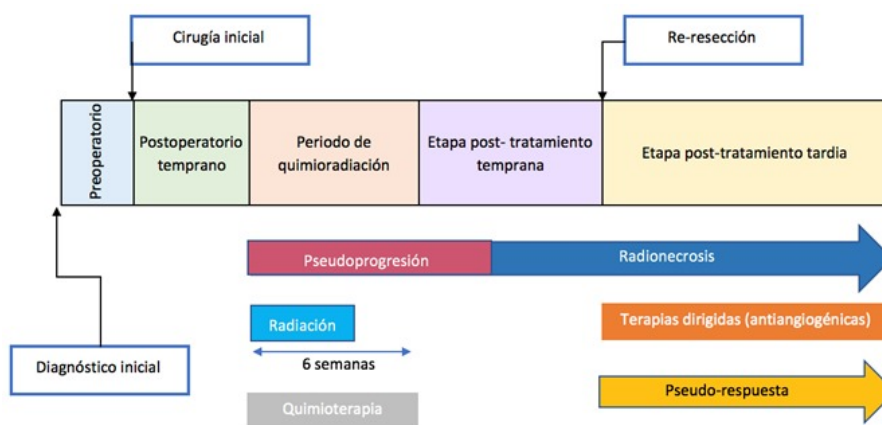 Cirugía inicial
Re-resección
Preoperatorio
Postoperatorio
temprano
Periodo de
quimioradiación
Etapa post- tratamiento
temprana
Etapa post-tratamiento tardia
Pseudoprogresión
Radionecrosis
Radiación
Terapias dirigidas (antiangiogénicas)
6 semanas
Diagnóstico inicial
Quimioterapia
Pseudo-respuesta